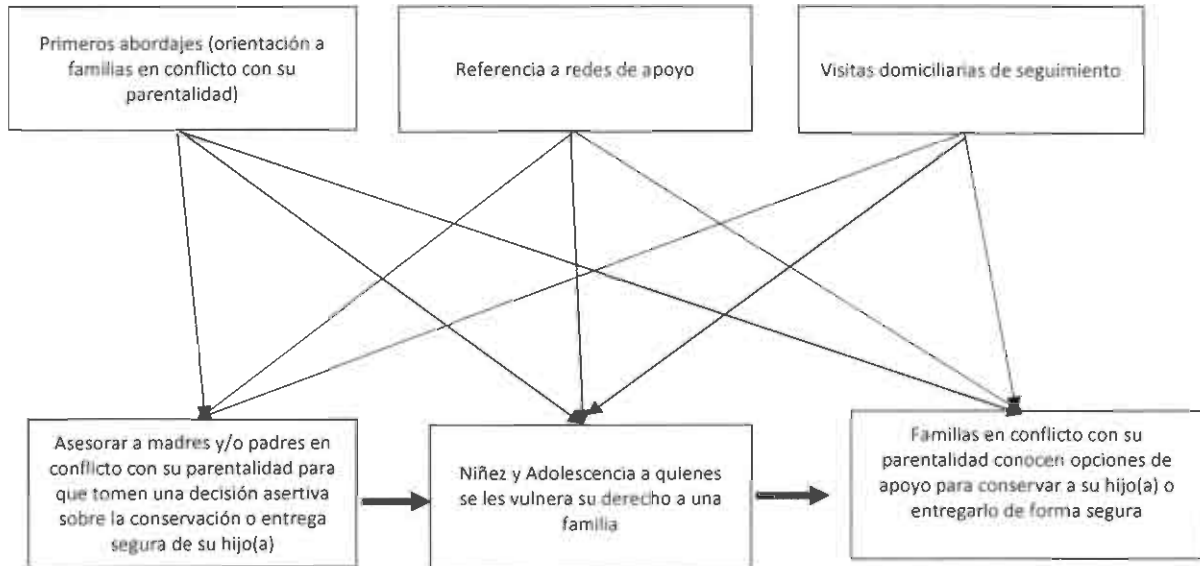 Primeros abordajes (orientación a
familias en conflicto con su
parentalidad)
Referencia a redes de apoyo
Visitas domiciliarias de seguimiento
Asesorar a madres y/o padres en
conflicto con su parentalidad para
que tomen una decisión asertiva
sobre la conservación o entrega
segura de su hijo(a)
Niñez y Adolescencia a quienes
se les vulnera su derecho a una
familia
Familias en conflicto con su
parentalidad conocen opciones de
apoyo para conservar a su hijo(a) o
entregarlo de forma segura